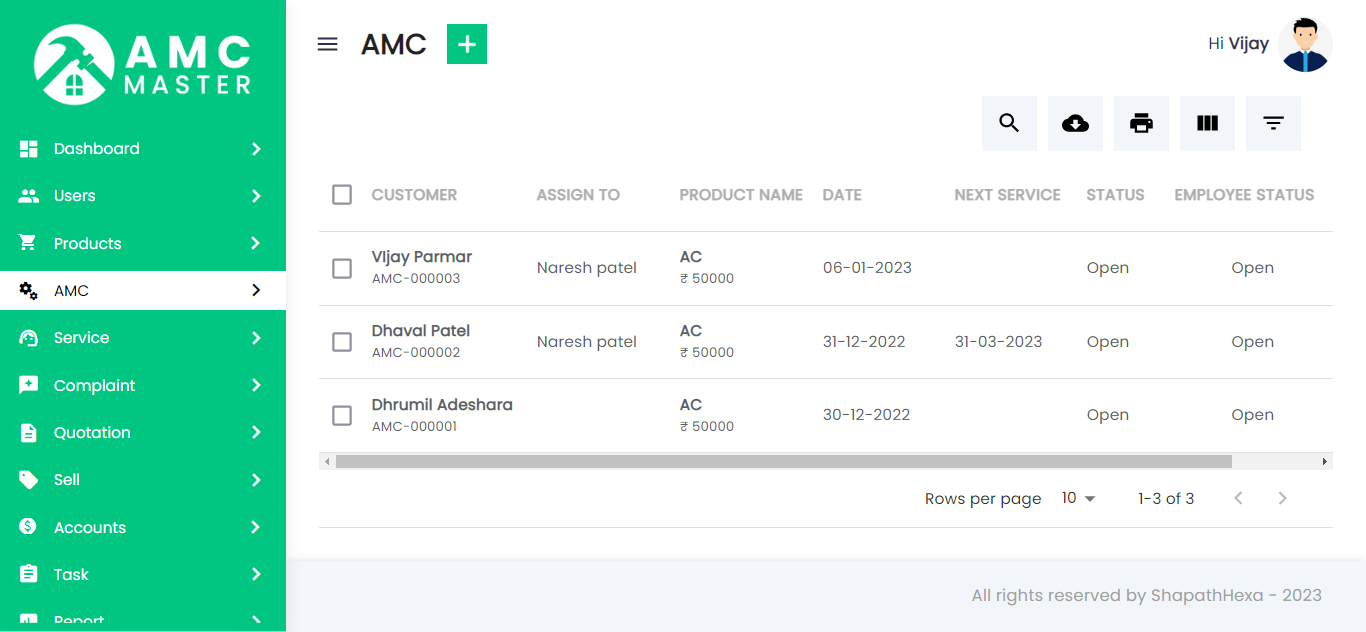 AMC
MASTER
Dashboard
Users
Products
AMC
Service
Complaint
Quotation
Sell
Accounts
Task
Report
AMC +
Hi Vijay
CUSTOMER ASSIGN TO PRODUCT NAME DATE NEXT SERVICE STATUS EMPLOYEE STATUS
VIjay Parmar AC
Naresh patel 06-01-2023 Open Open
AMC-000003 ₹ 50000
Dhaval Patel AC
Naresh patel 31-12-2022 31-03-2023 Open Open
AMC-000002 ₹ 50000
Dhrumil Adeshara AC
30-12-2022 Open Open
AMC-000001 ₹ 50000
Rows per page 10 1-3 of 3
All rights reserved by ShapathHexa - 2023